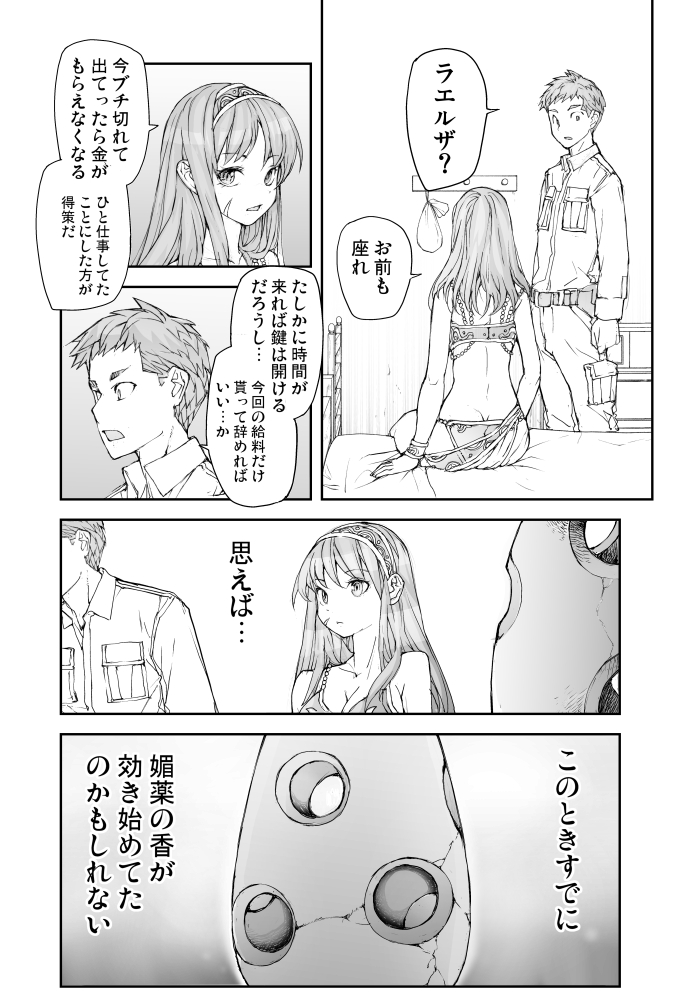 ラエルザ？
お前も
座れ
今ブチ切れて
出てったら金が
もらえなくなる
ひと仕事してた
ことにした方が
得策だ
たしかに時間が
来れば鍵は開ける
だろうし…
今回の給料だけ
貰って辞めれば
いい…か
思えば…
このときすでに
媚薬の香が
効き始めてた
のかもしれない